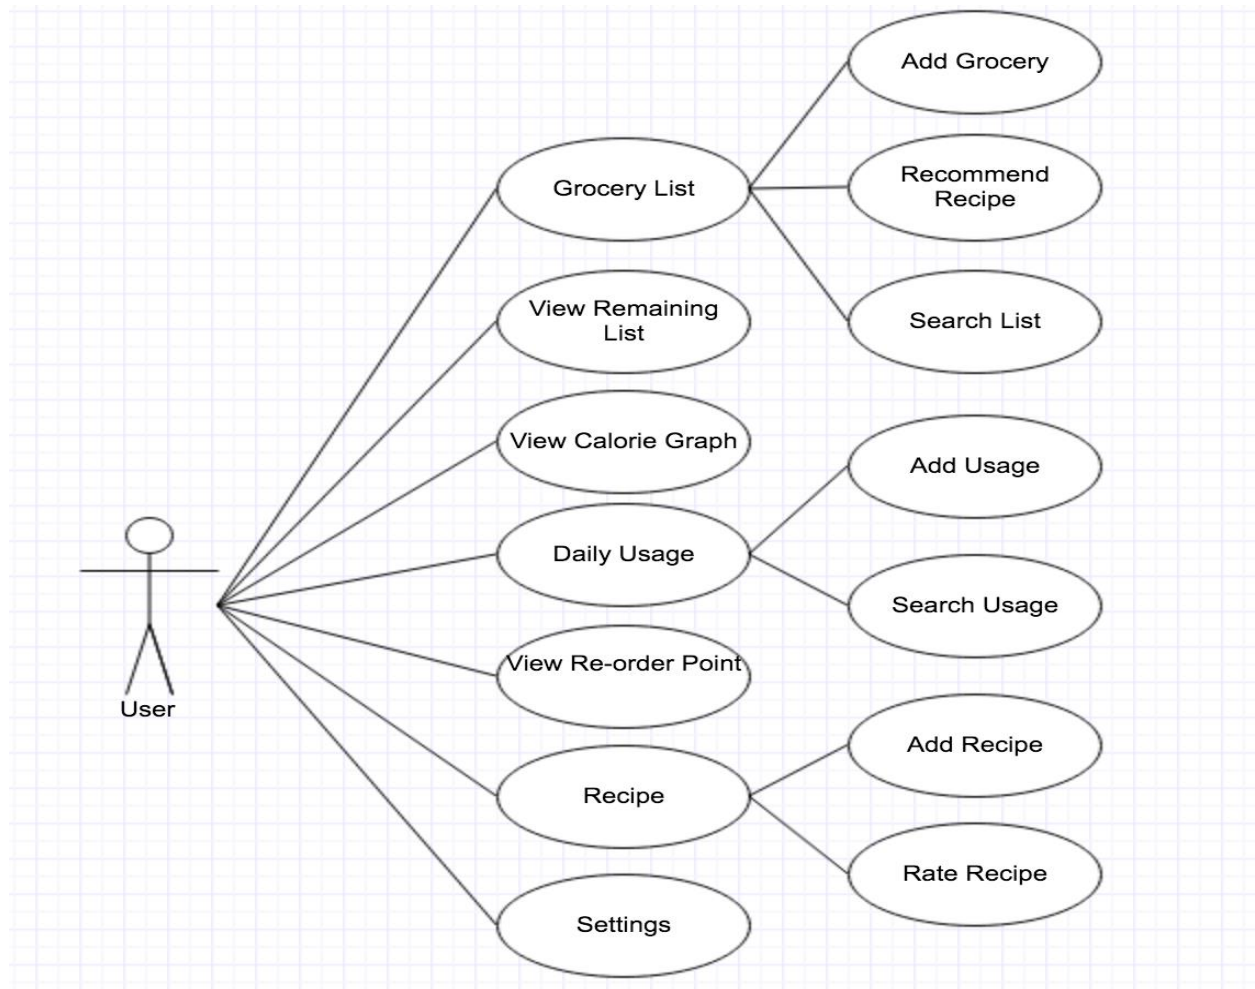 Add Grocery
Recommend
Recipe
Grocery List
Search List
View Remaining
List
View Calorie Graph
Add Usage
Daily Usage
Search Usage
View Re-order Point
User
Add Recipe
Recipe
Rate Recipe
Settings